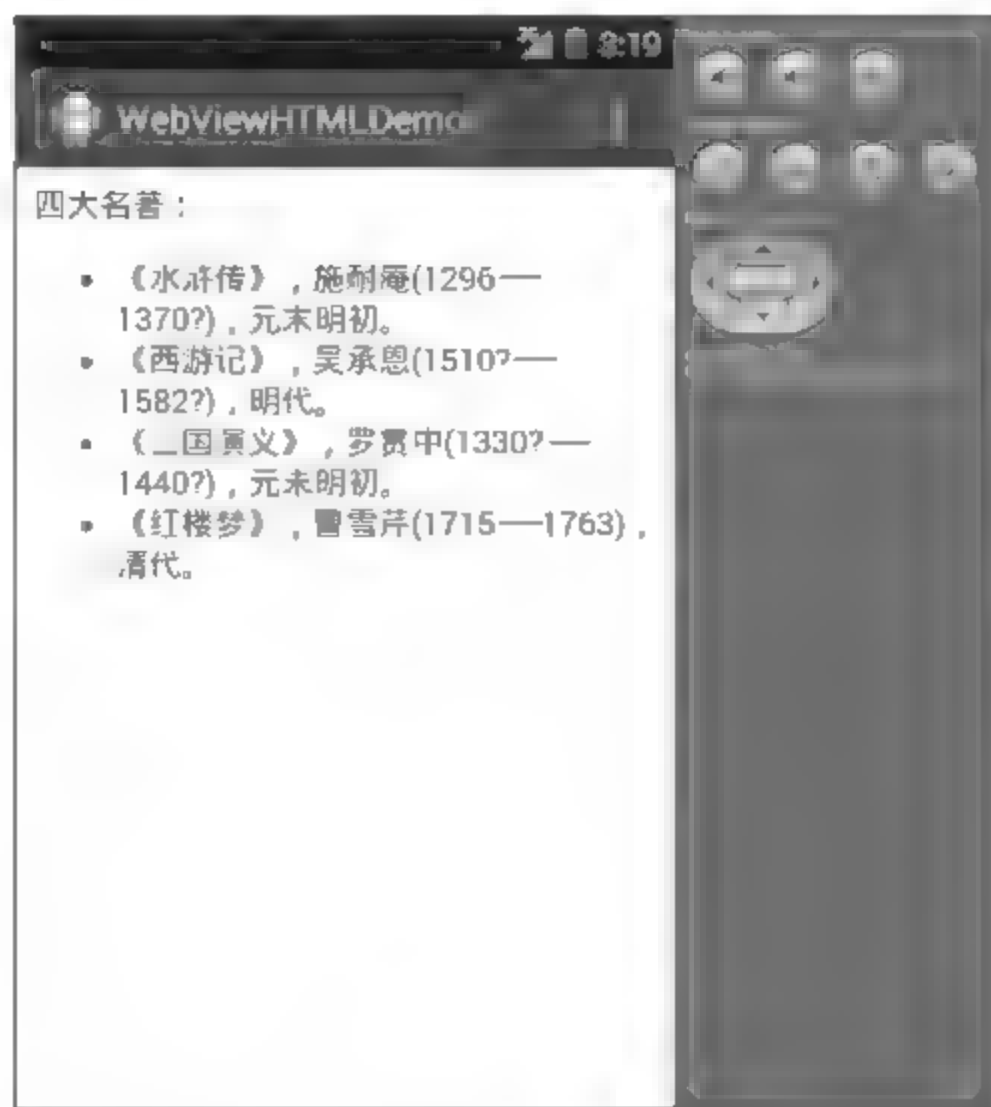 8:19
WebViewHTMLDemo
四大名著：
《水浒传》，施耐庵(1296——
1370?)，元末明初。
《西游记》，吴承恩(1510?——
1582?)，明代。
《三国演义》，罗贯中(1330?——
1440?)，元末明初。
《红楼梦》，曹雪芹(1715——1763)，
清代。